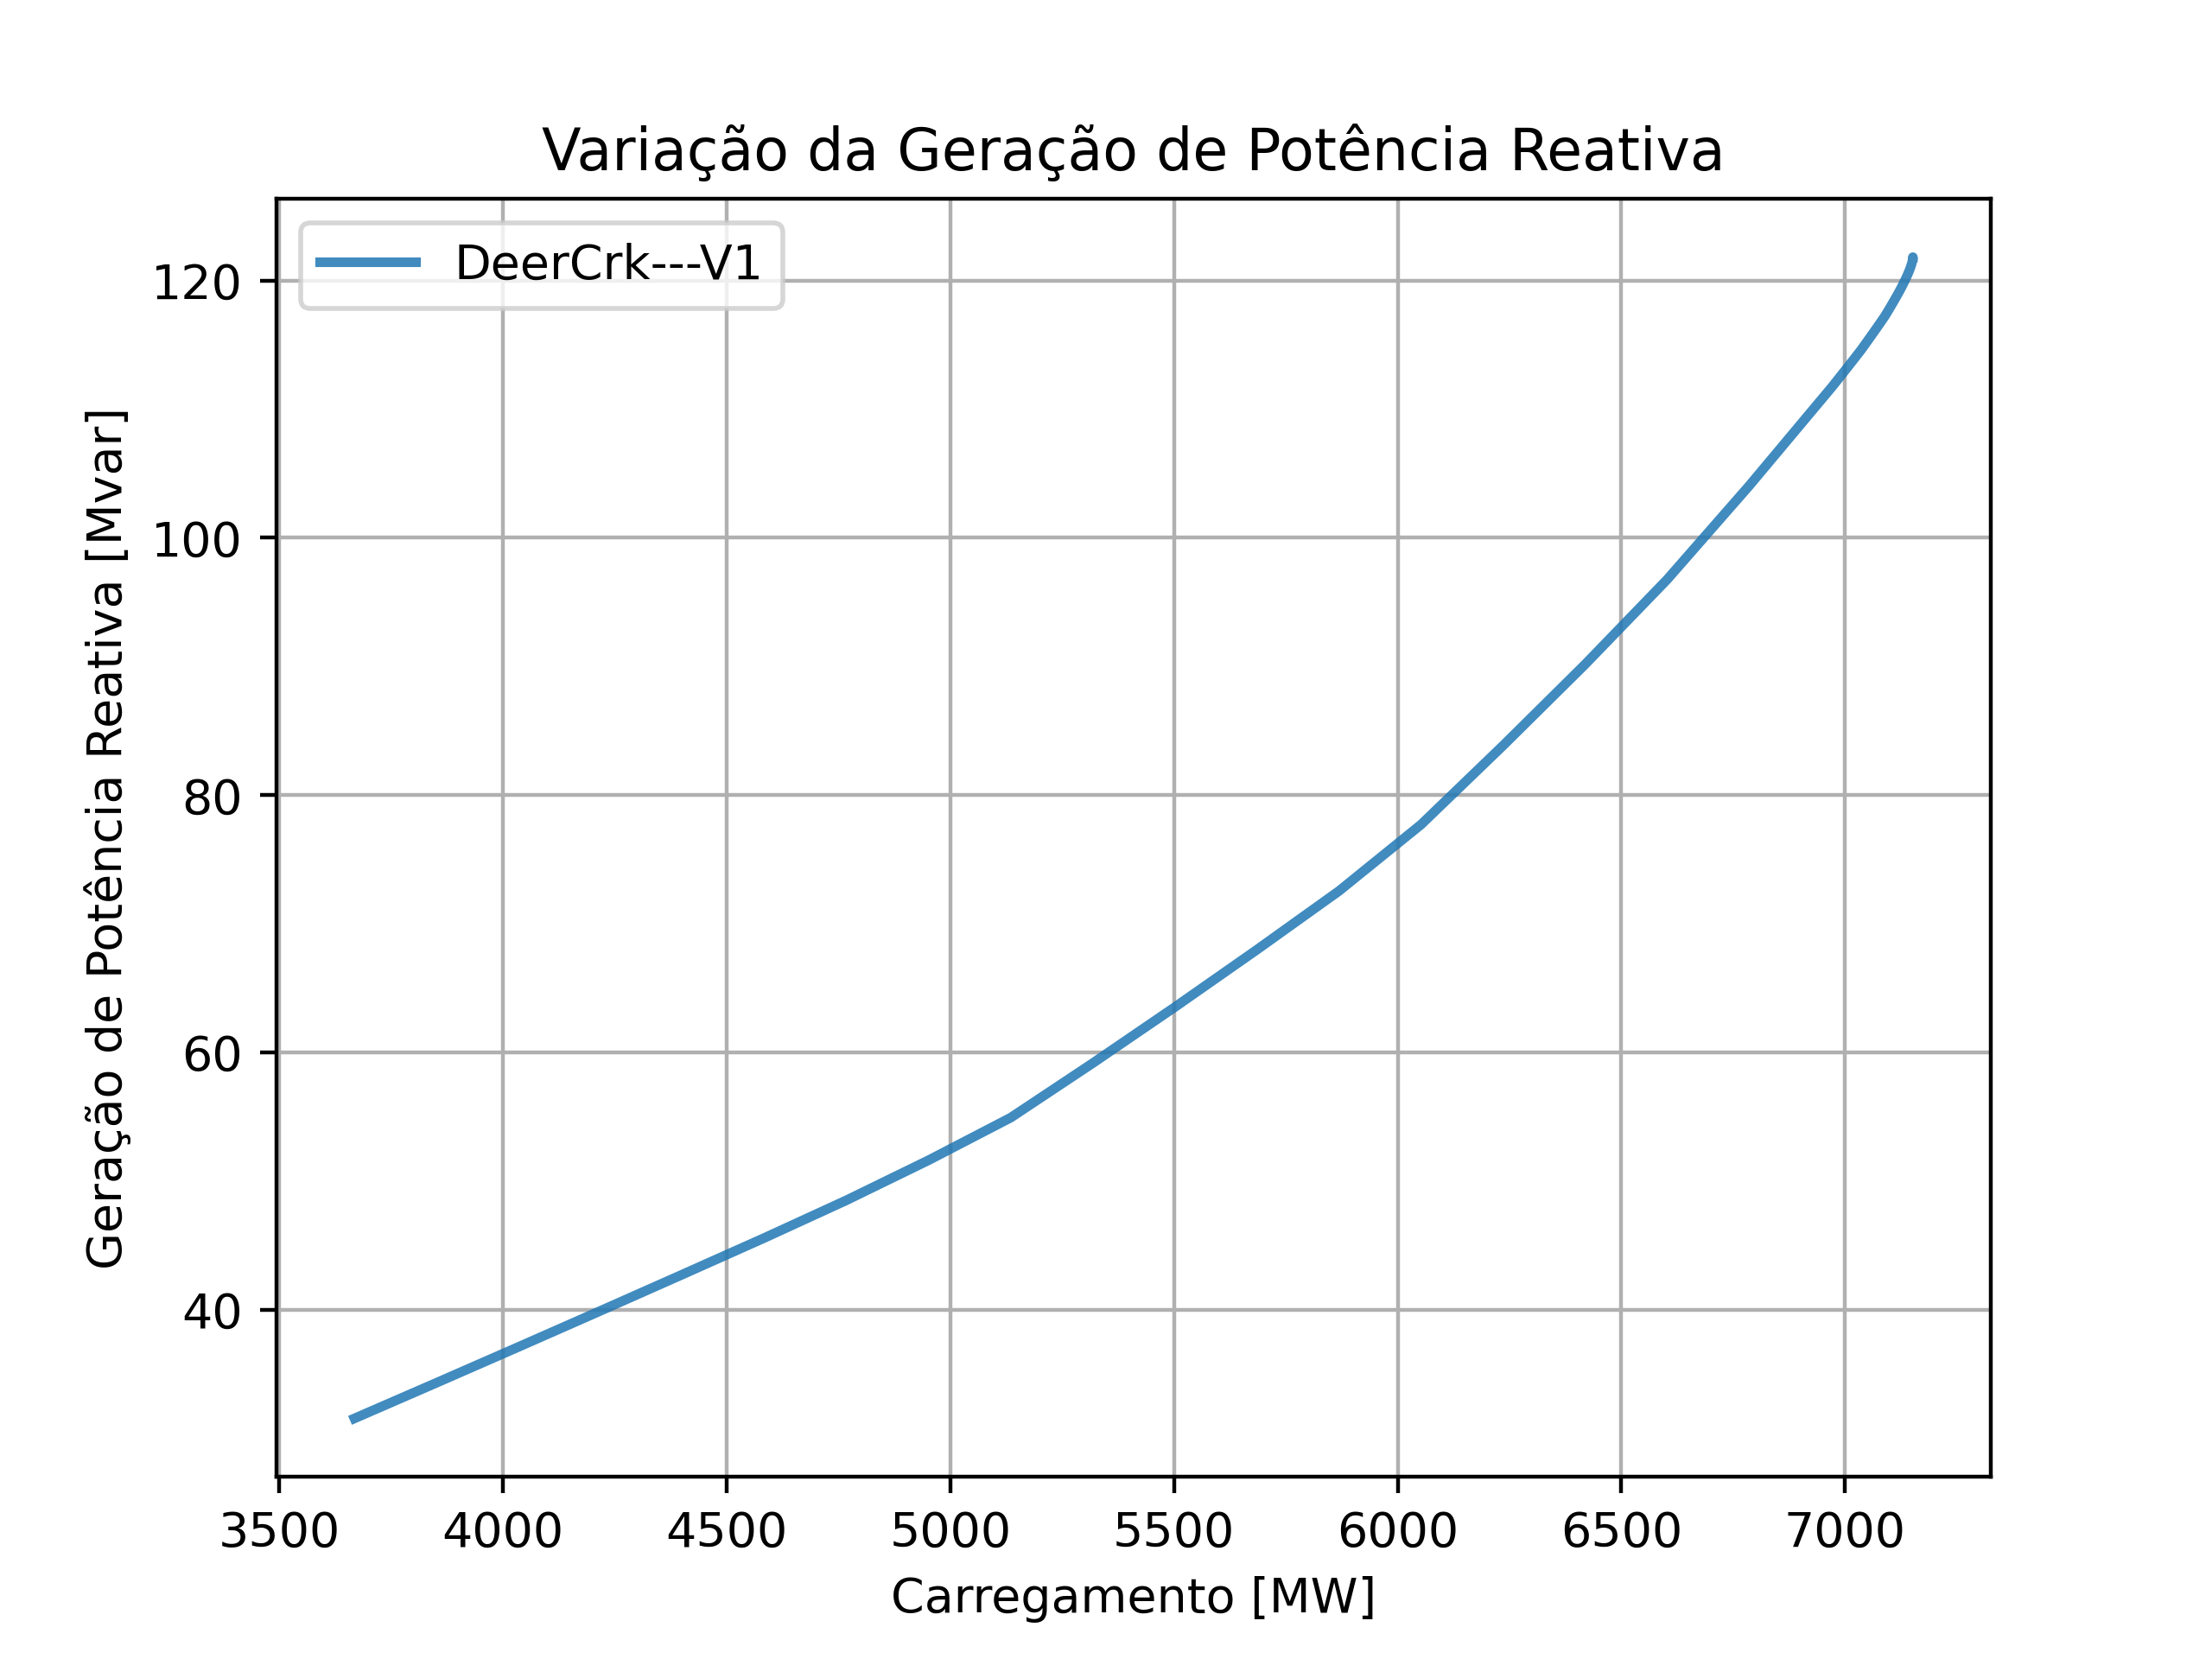 Variação da Geração de Potência Reativa
DeerCrk---V1
Geração de Potência Reativa [Mvar]
120
100
80
60
40
3500 4000 4500 5000 5500 6000 6500 7000
Carregamento [MW]